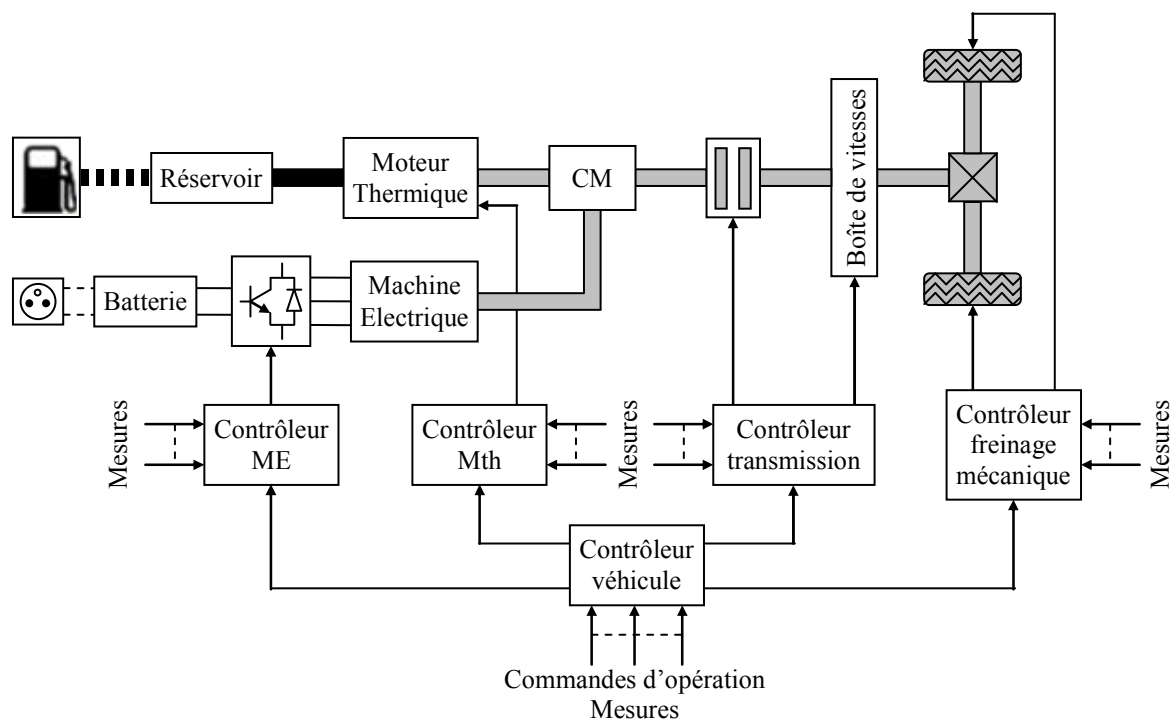 Réservoir
Moteur
Thermique
CM
Boîte de vitesses
Batterie
Machine
Electrique
Mesures
Contrôleur
ME
Contrôleur
Mth
Mesures
Contrôleur
transmission
Contrôleur
freinage
mécanique
Mesures
Contrôleur
véhicule
Commandes d'opération
Mesures